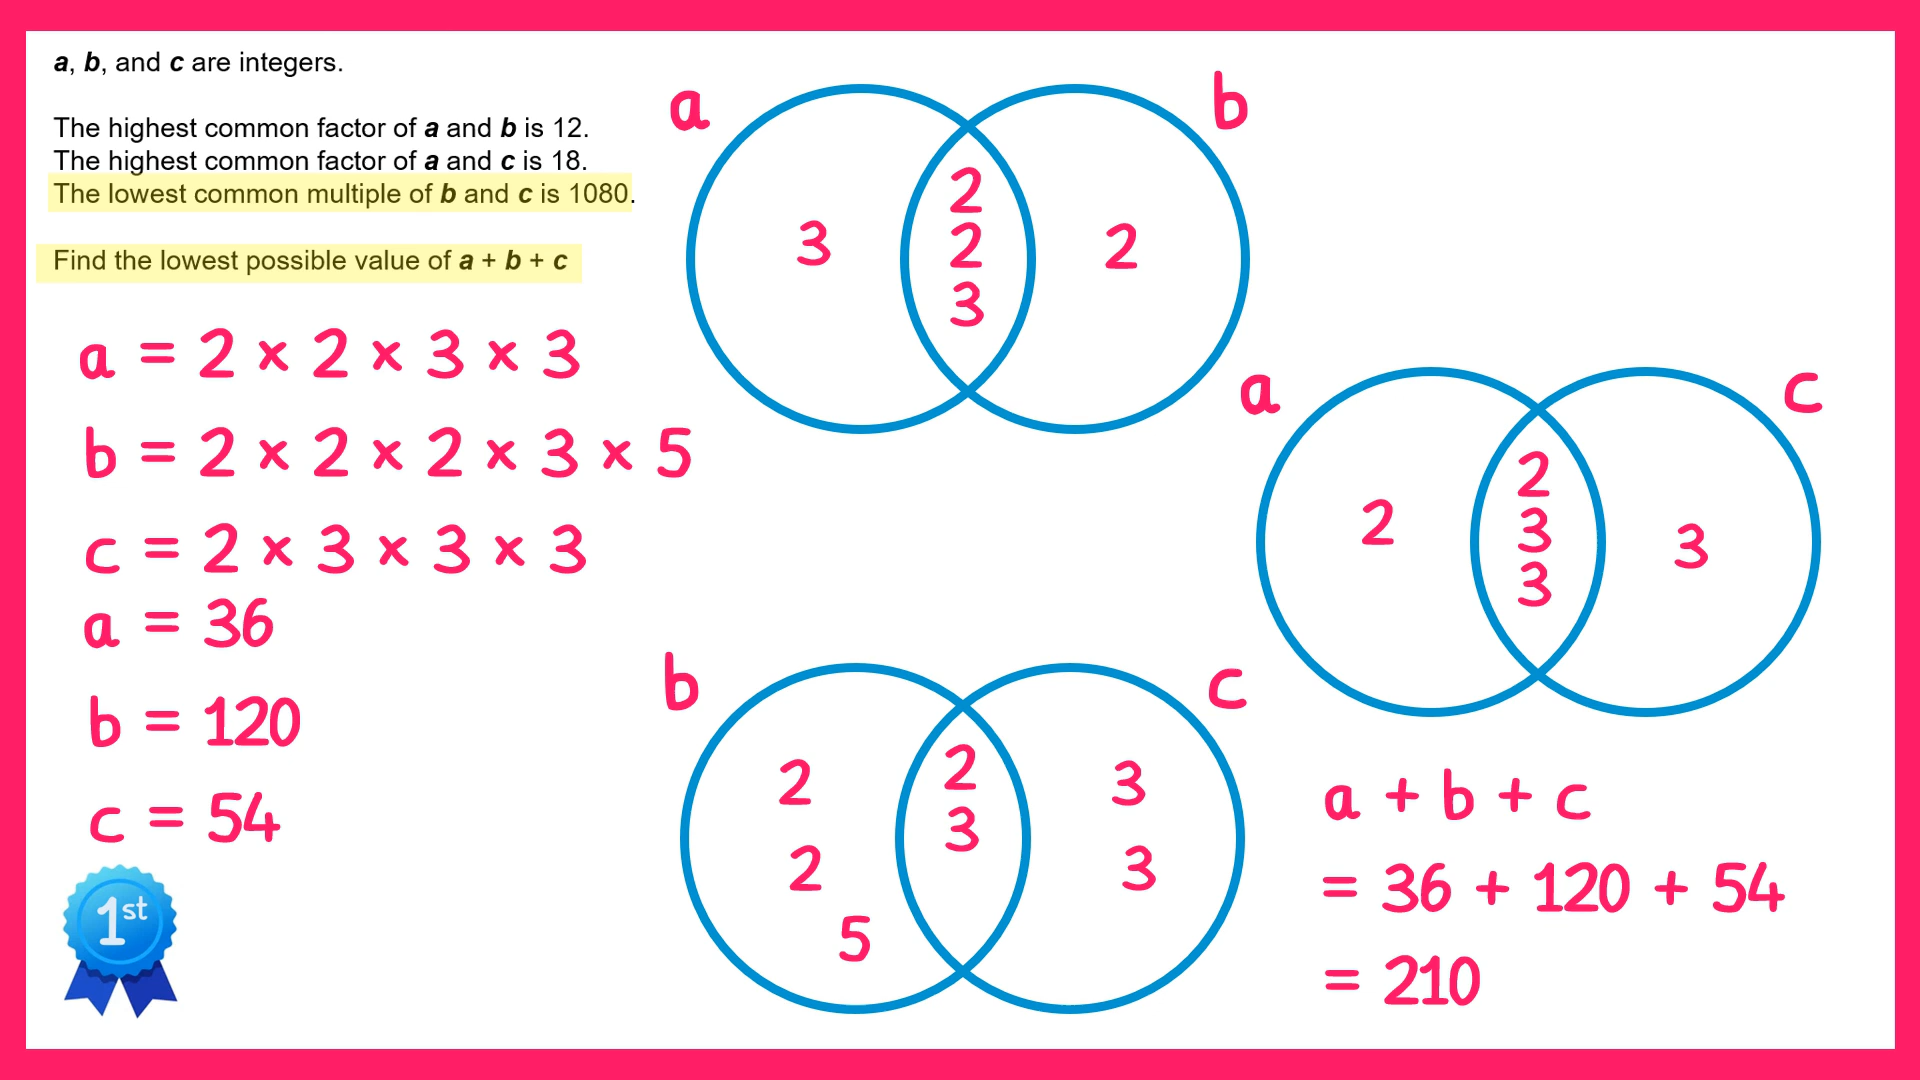 a, b, and c are integers.
The highest common factor of a and b is 12.
The highest common factor of a and c is 18.
The lowest common multiple of b and c is 1080.
Find the lowest possible value of a + b + c
a = 2 × 2 × 3 × 3
b = 2 × 2 × 2 × 3 × 5
c = 2 × 3 × 3 × 3
a = 36
b = 120
c = 54
1st
a
b
3
2
2
3
2
a
c
2
2
3
3
3
b
c
2
2
5
2
3
3
3
a + b + c
= 36 + 120 + 54
= 210